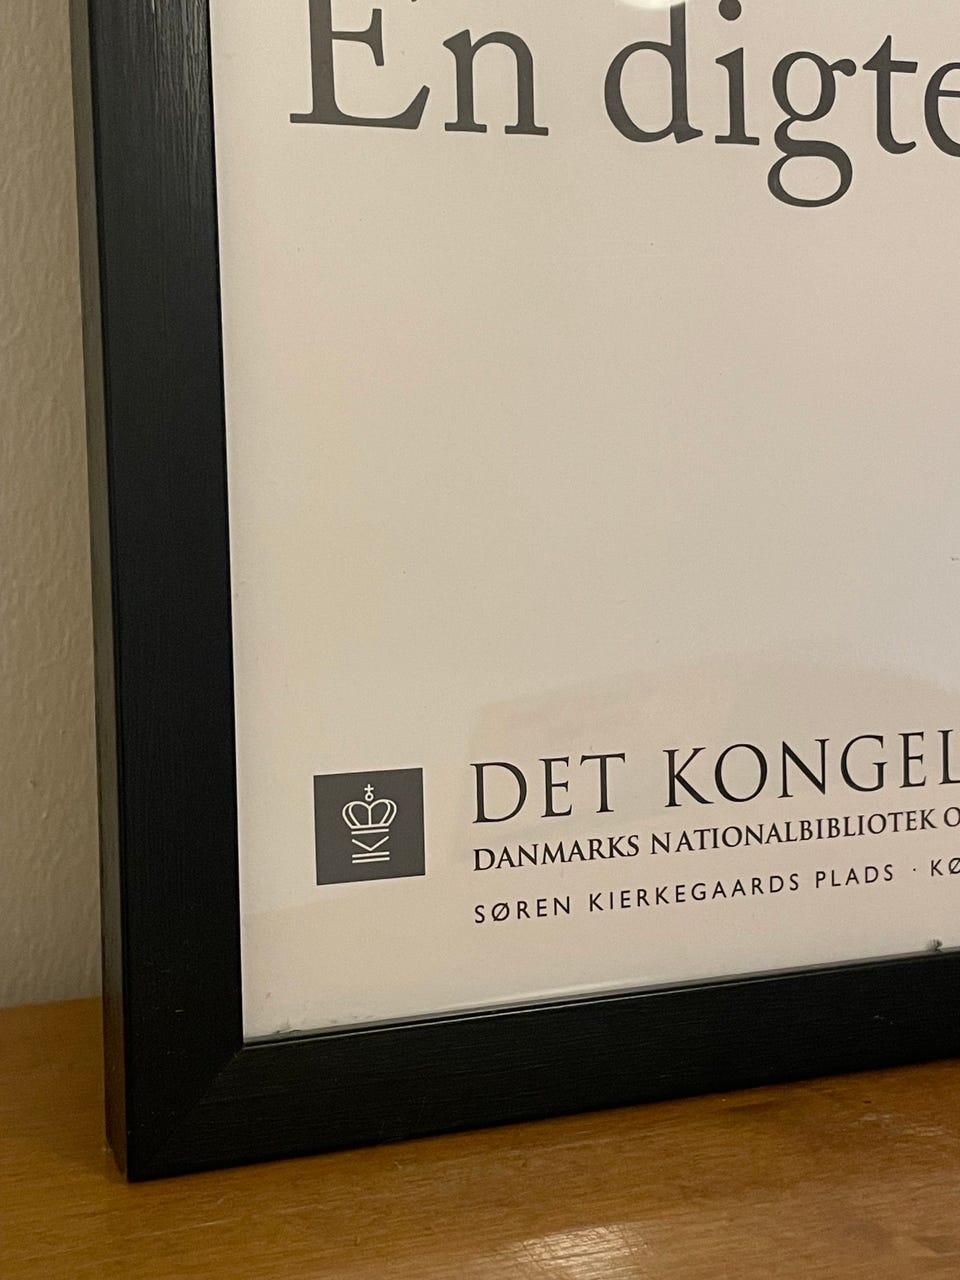 En digte
DET KONGEL
DANMARKS NATIONALBIBLIOTEK O
SØREN KIERKEGAARDS PLADS · KØ